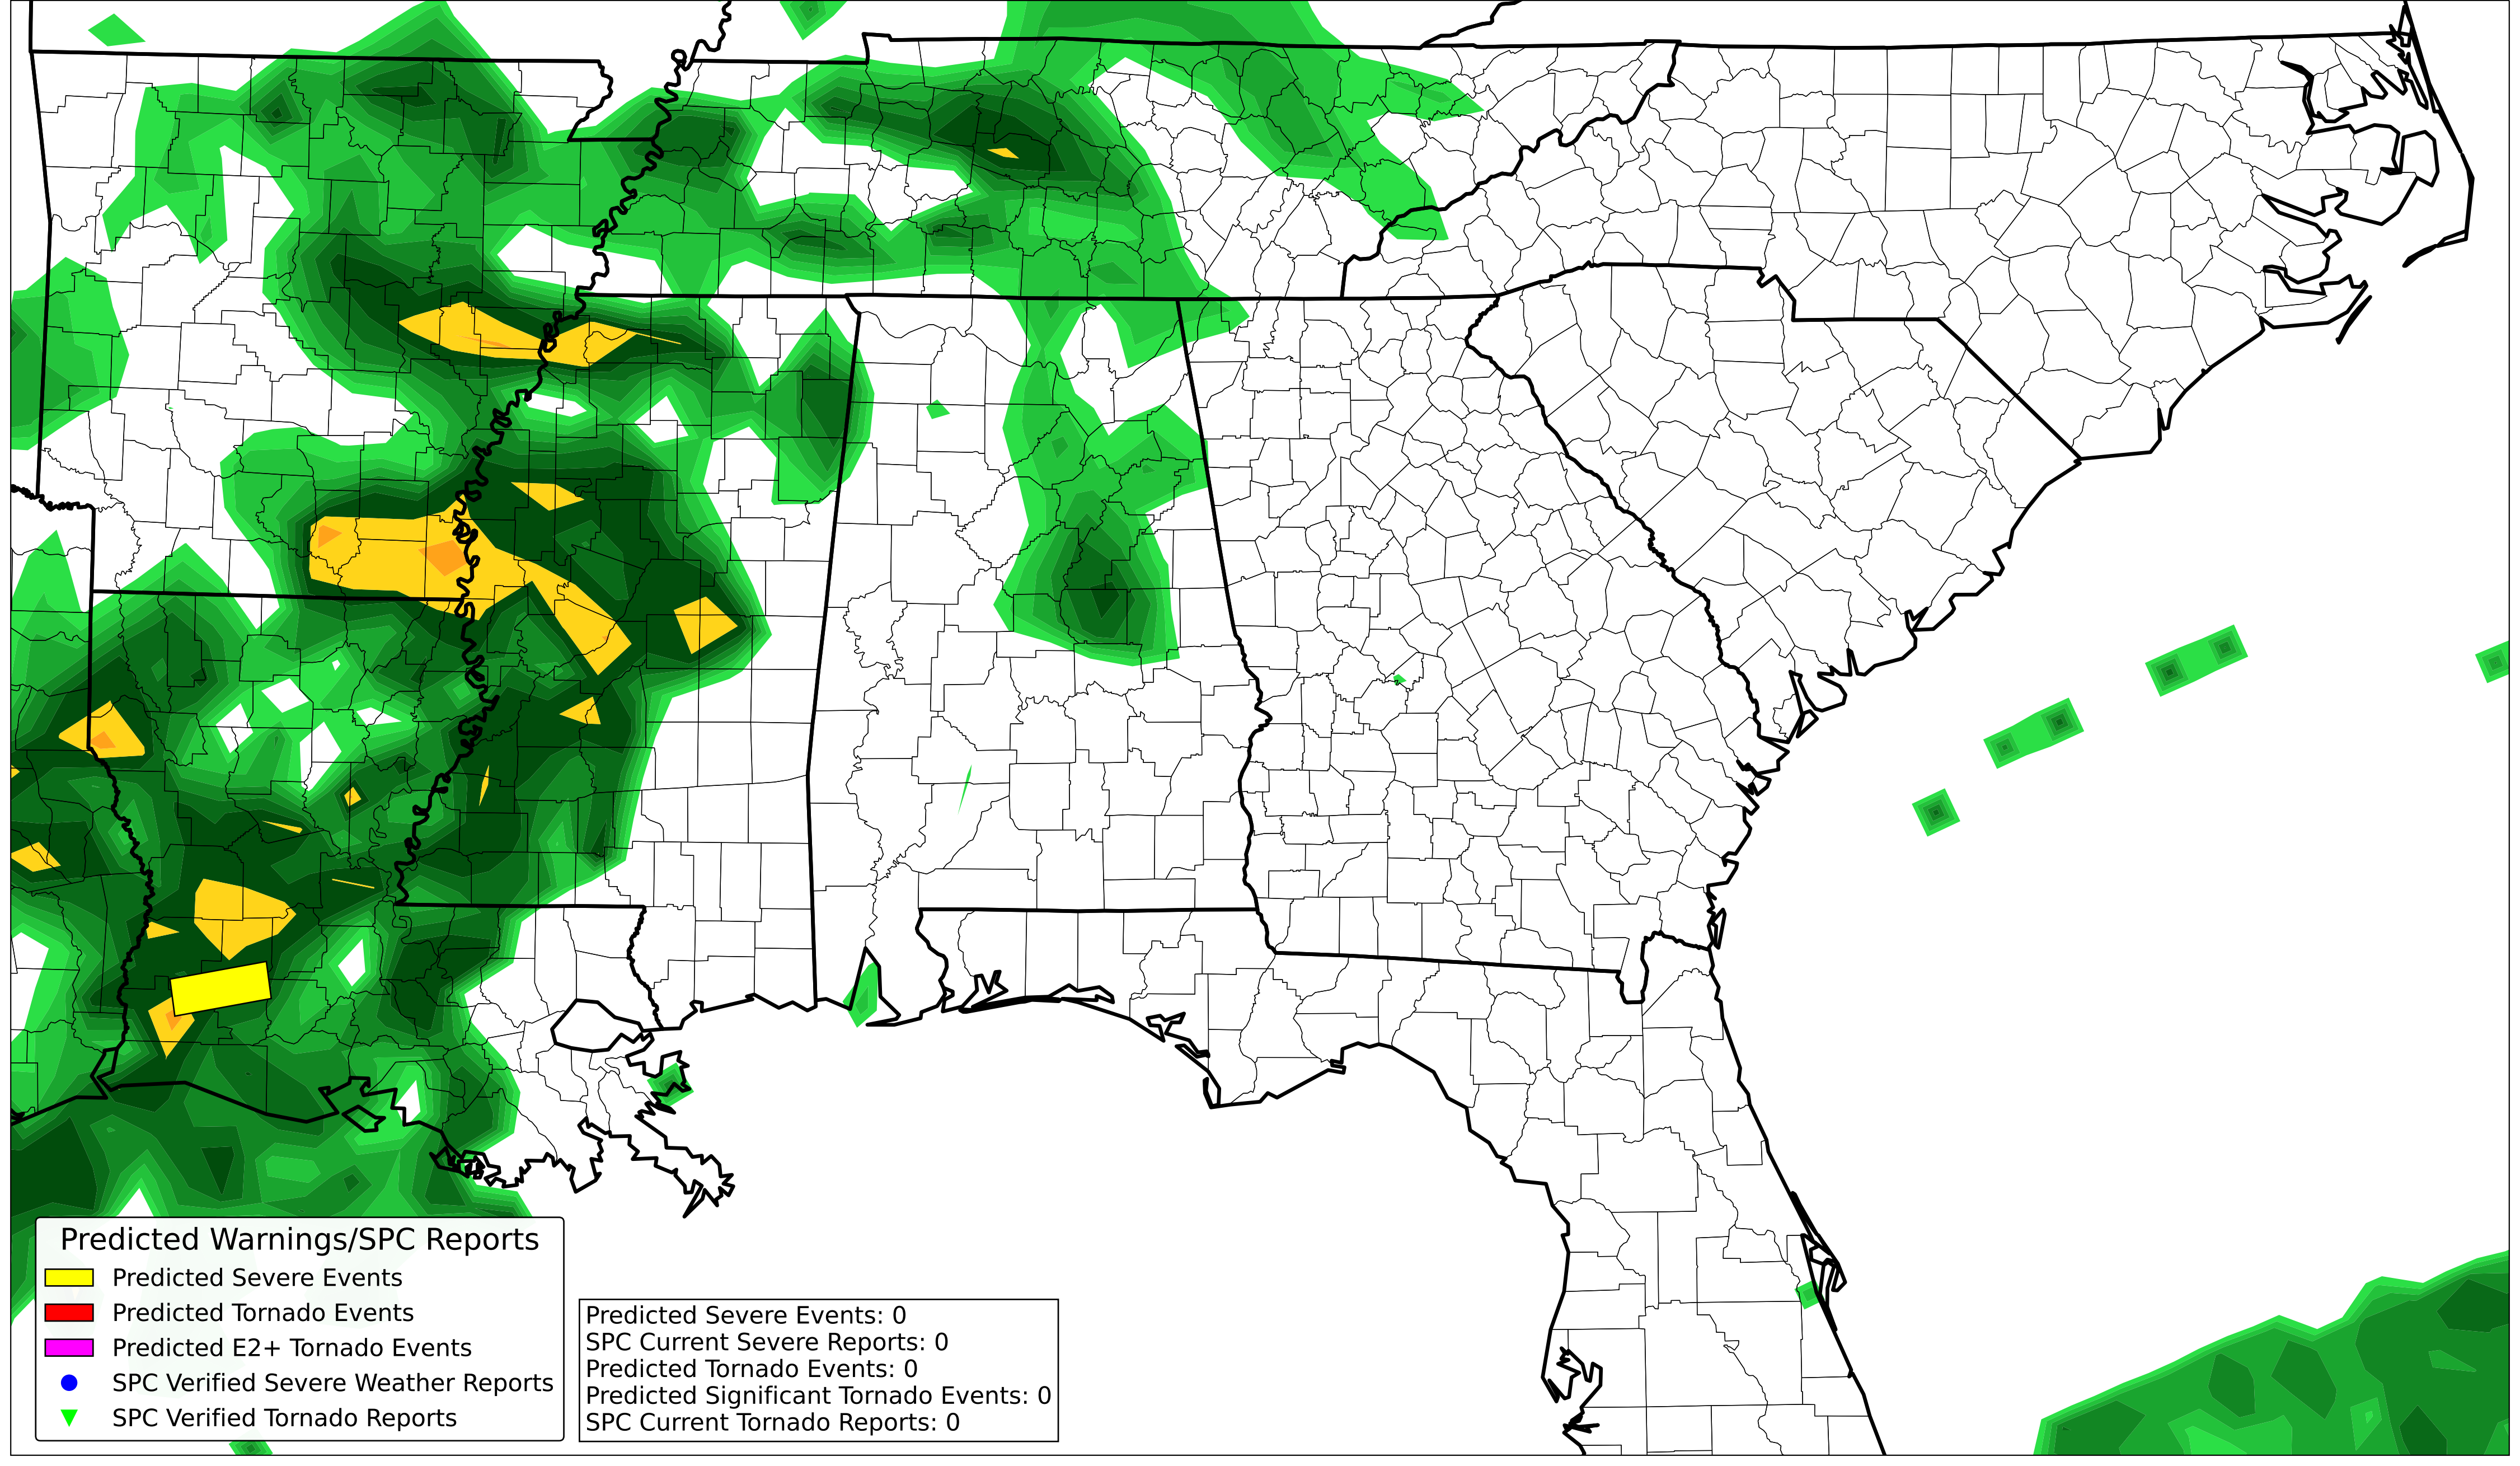 Predicted Warnings/SPC Reports
Predicted Severe Events
Predicted Tornado Events
Predicted E2+ Tornado Events
SPC Verified Severe Weather Reports
SPC Verified Tornado Reports
Predicted Severe Events: 0
SPC Current Severe Reports: 0
Predicted Tornado Events: 0
Predicted Significant Tornado Events: 0
SPC Current Tornado Reports: 0